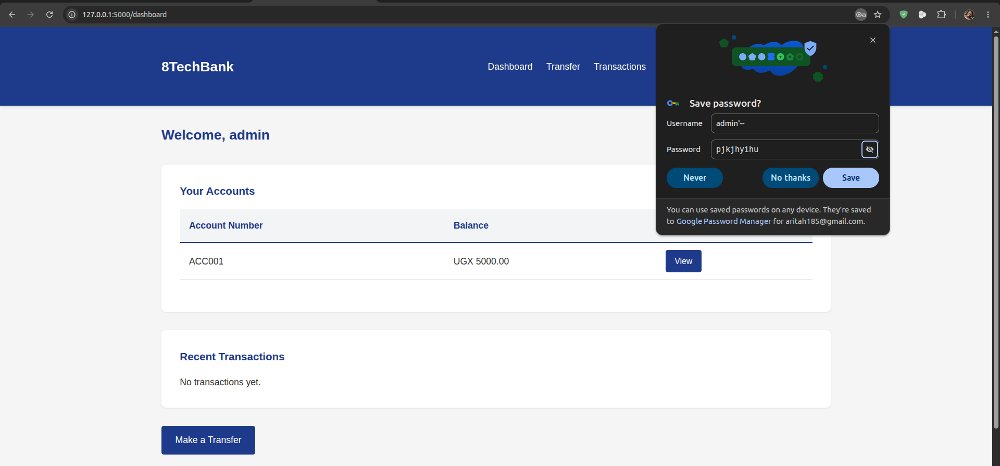 127.0.0.1:5000/dashboard
8TechBank
Dashboard Transfer Transactions
Save password?
Username admin'--
Password pjkjhyihu
Never No thanks Save
You can use saved passwords on any device. They're saved
to Google Password Manager for aritah185@gmail.com.
Welcome, admin
Your Accounts
Account Number Balance
ACC001 UGX 5000.00 View
Recent Transactions
No transactions yet.
Make a Transfer